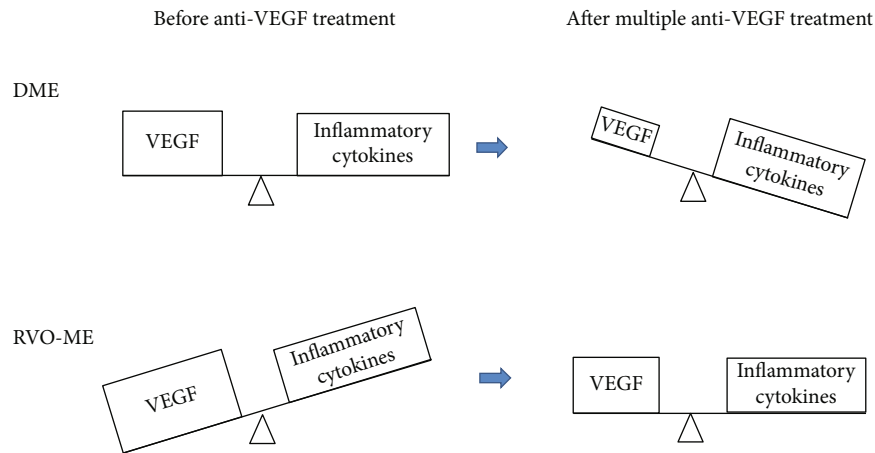 Before anti-VEGF treatment
After multiple anti-VEGF treatment
DME
VEGF
Inflammatory
cytokines
VEGF
Inflammatory
cytokines
RVO-ME
VEGF
Inflammatory
cytokines
VEGF
Inflammatory
cytokines